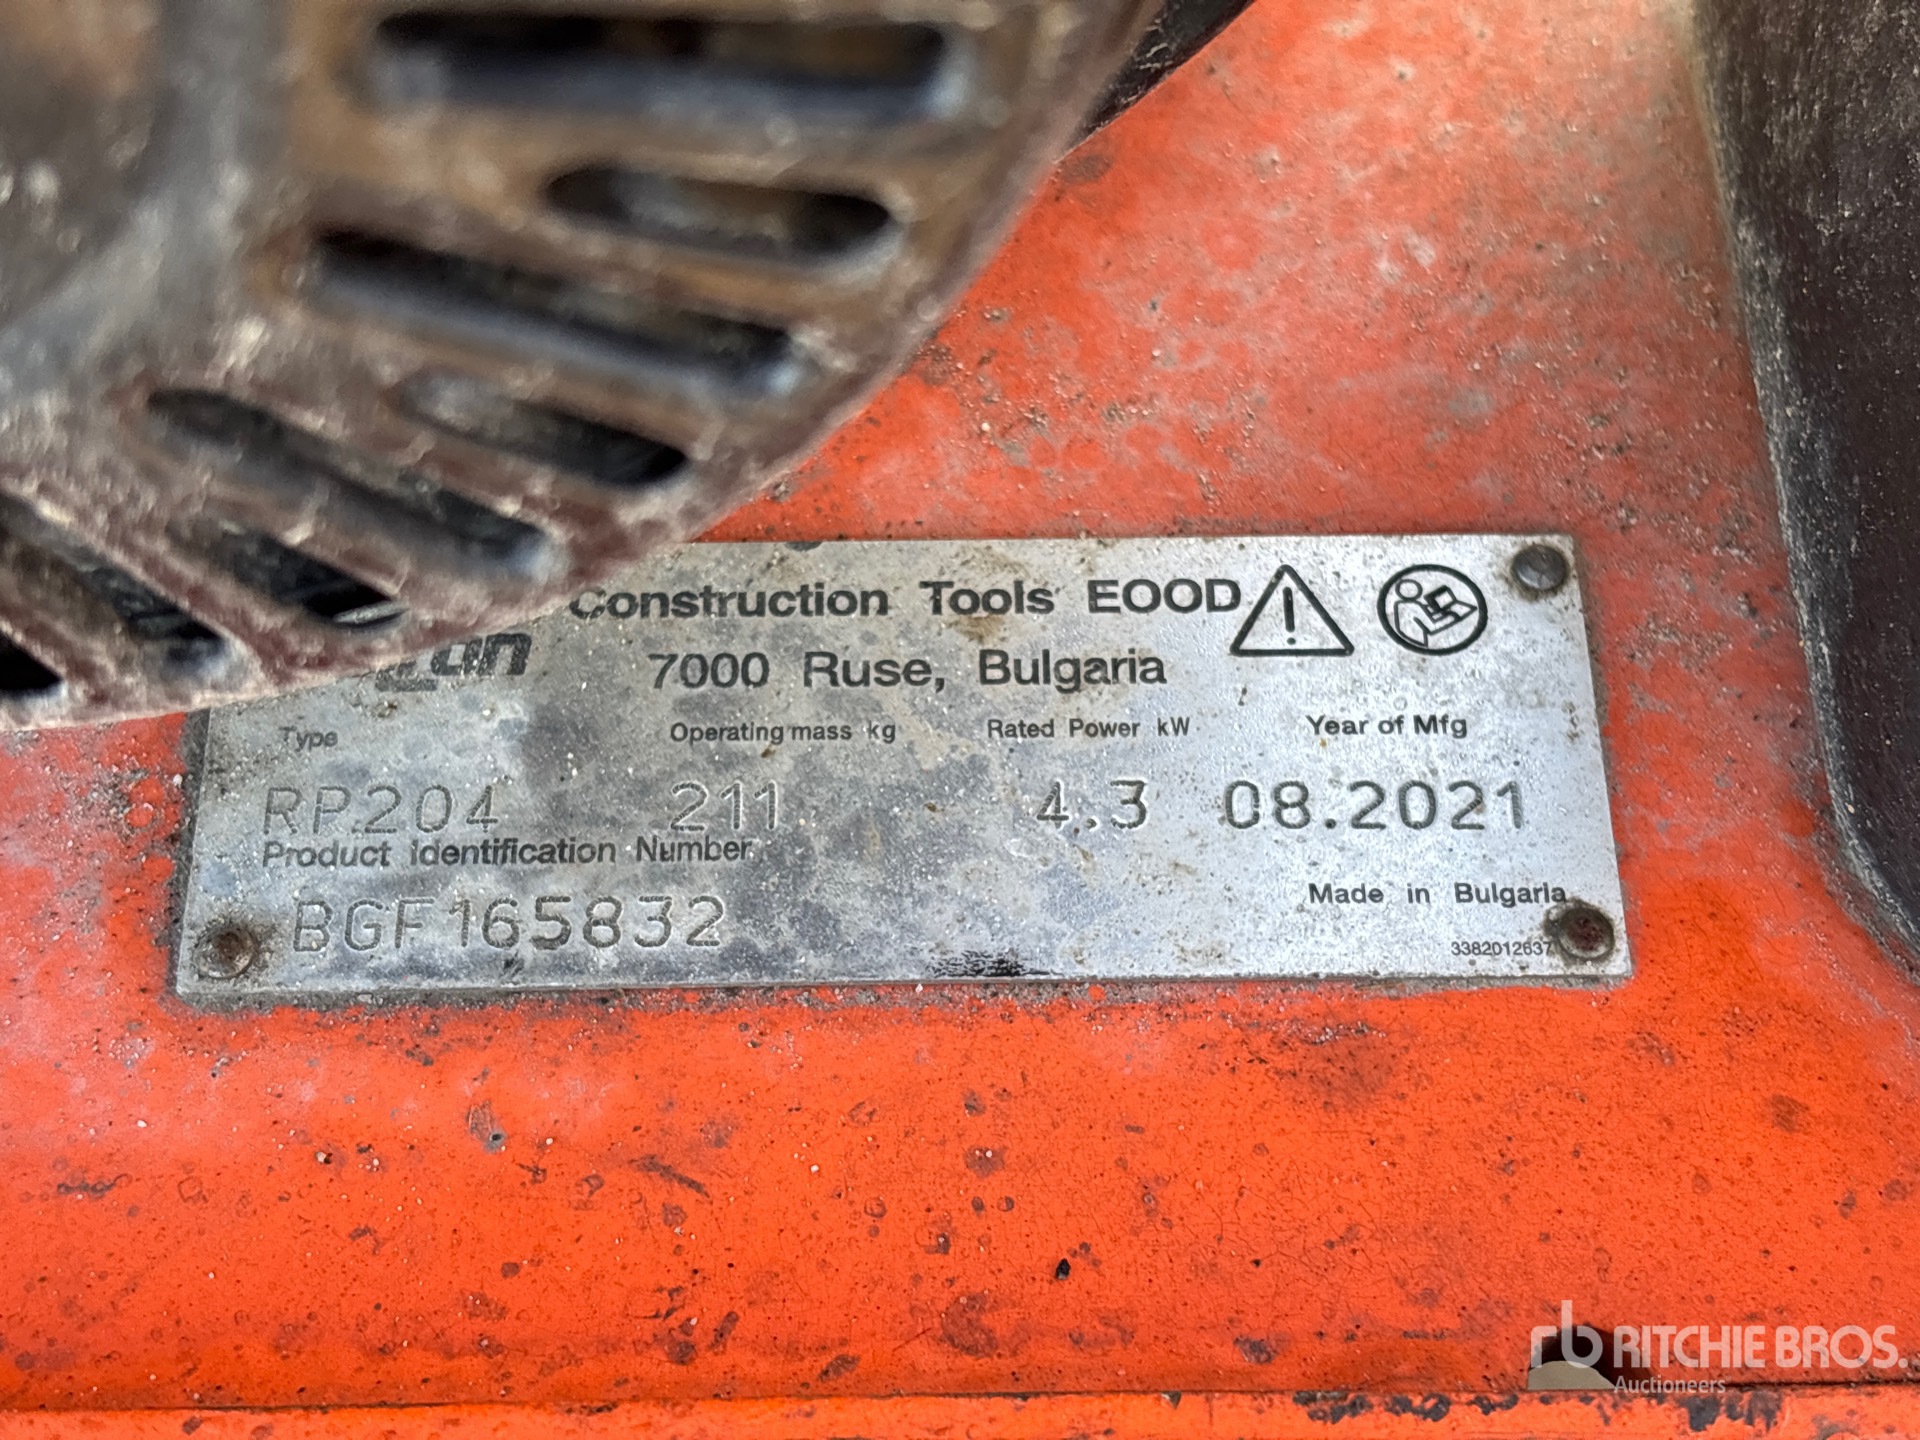 Construction Tools EOOD
7000 Ruse, Bulgaria
Type Operating mass kg Rated Power kW Year of Mfg
RP204 211 4.3 08.2021
Product Identification Number
BGF165832
Made in Bulgaria
3382012637
rb RITCHIE BROS.
Auctioneers